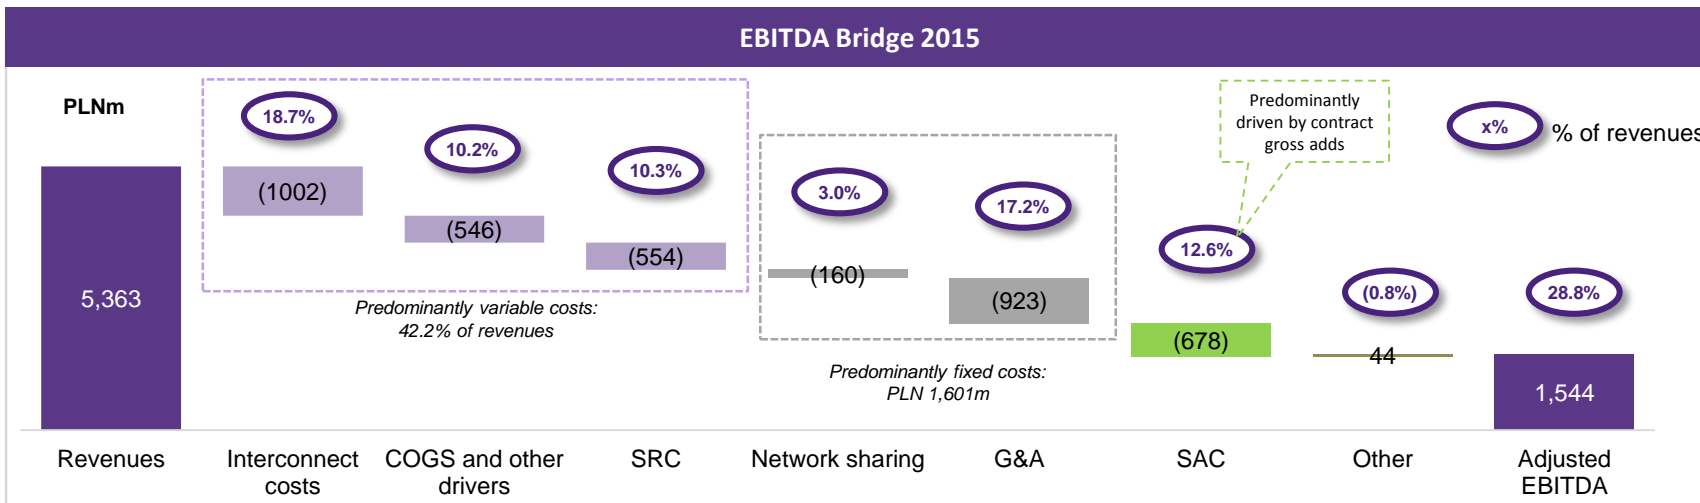 EBITDA Bridge 2015
PLNm
18.7%
10.2%
10.3%
3.0%
17.2%
12.6%
(0.8%)
28.8%
Predominantly
driven by contract
gross adds
x%
% of revenues
5,363
(1002)
(546)
(554)
(160)
(923)
(678)
44
1,544
Predominantly variable costs:
42.2% of revenues
Predominantly fixed costs:
PLN 1,601m
Revenues
Interconnect
costs
COGS and other
drivers
SRC
Network sharing
G&A
SAC
Other
Adjusted
EBITDA